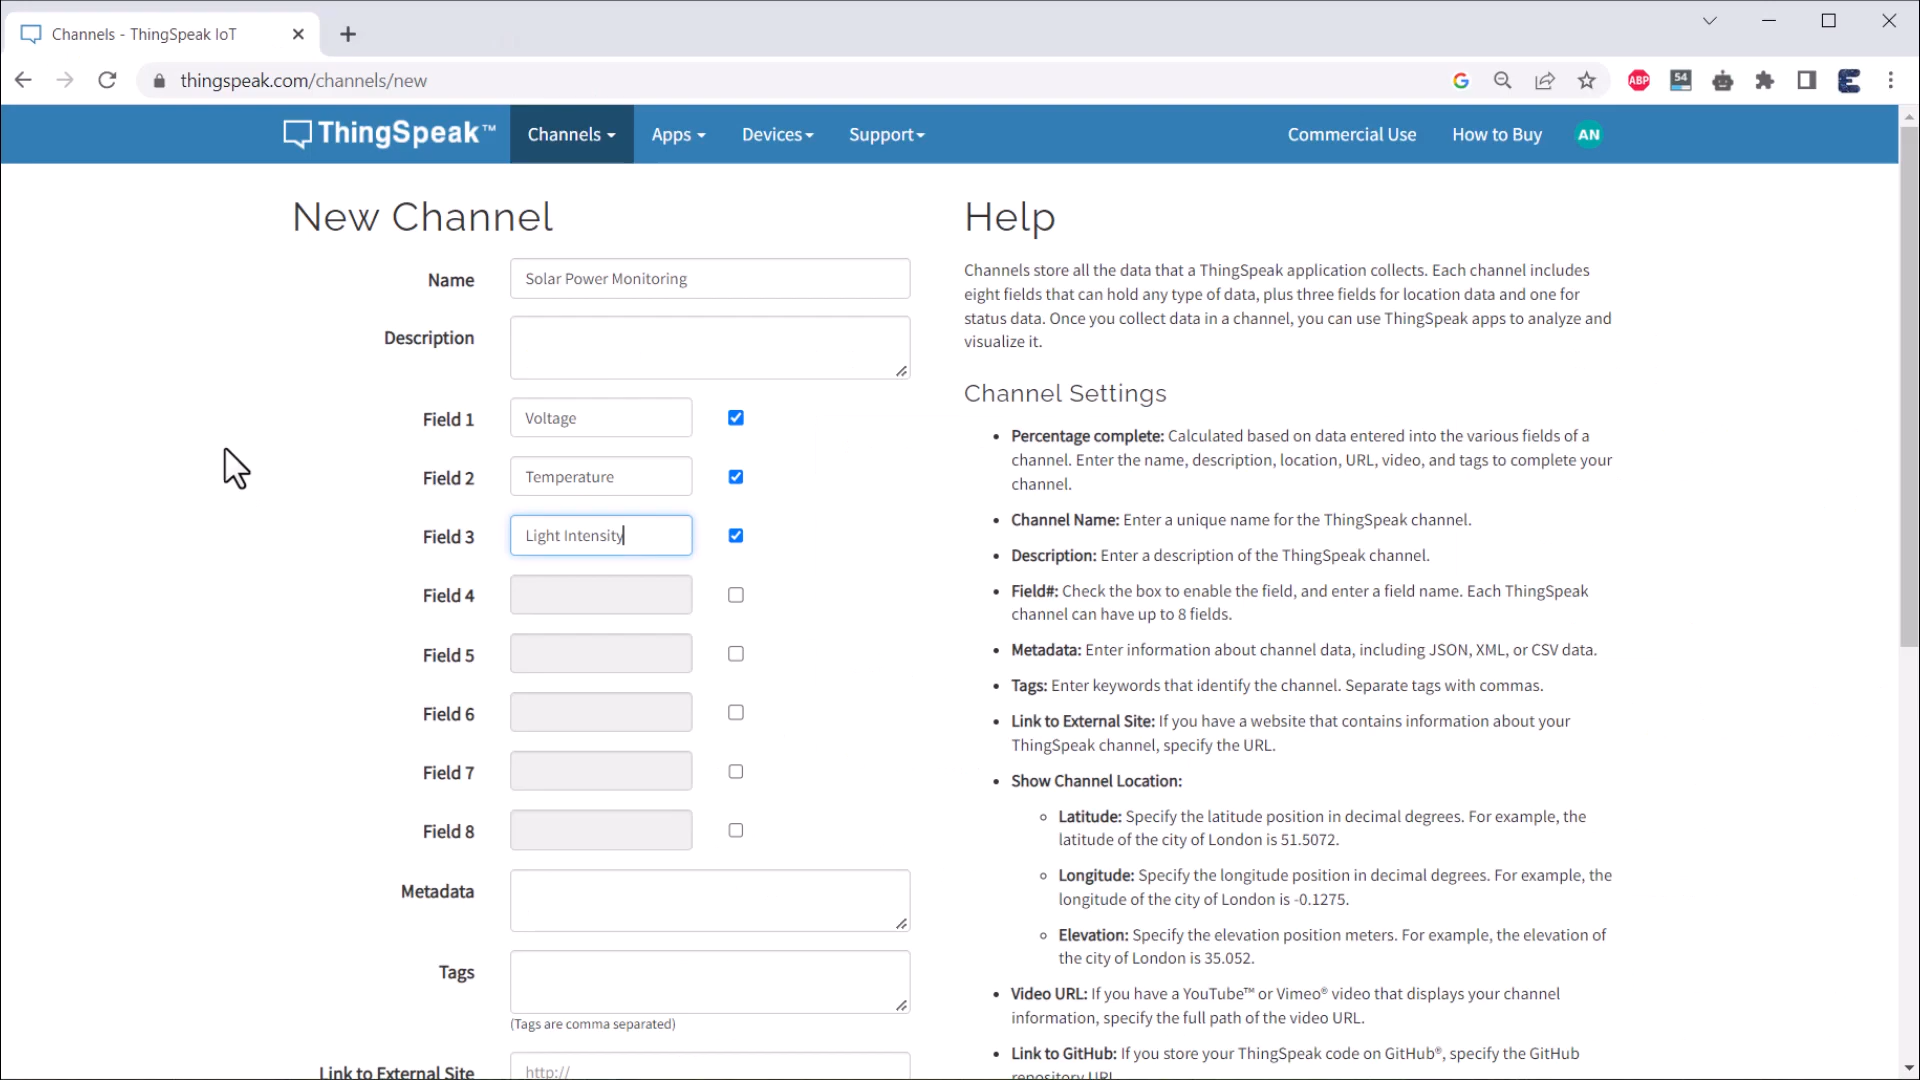 Channels - ThingSpeak IoT
thingspeak.com/channels/new
ABP
54
ThingSpeak™
Channels
Apps
Devices
Support
Commercial Use
How to Buy
AN
New Channel
Name
Solar Power Monitoring
Description
Field 1
Voltage
Field 2
Temperature
Field 3
Light Intensity
Field 4
Field 5
Field 6
Field 7
Field 8
Metadata
Tags
(Tags are comma separated)
Link to External Site
http://
Help
Channels store all the data that a ThingSpeak application collects. Each channel includes
eight fields that can hold any type of data, plus three fields for location data and one for
status data. Once you collect data in a channel, you can use ThingSpeak apps to analyze and
visualize it.
Channel Settings
• Percentage complete: Calculated based on data entered into the various fields of a
channel. Enter the name, description, location, URL, video, and tags to complete your
channel.
• Channel Name: Enter a unique name for the ThingSpeak channel.
• Description: Enter a description of the ThingSpeak channel.
• Field#: Check the box to enable the field, and enter a field name. Each ThingSpeak
channel can have up to 8 fields.
• Metadata: Enter information about channel data, including JSON, XML, or CSV data.
• Tags: Enter keywords that identify the channel. Separate tags with commas.
• Link to External Site: If you have a website that contains information about your
ThingSpeak channel, specify the URL.
• Show Channel Location:
Latitude: Specify the latitude position in decimal degrees. For example, the
latitude of the city of London is 51.5072.
Longitude: Specify the longitude position in decimal degrees. For example, the
longitude of the city of London is -0.1275.
Elevation: Specify the elevation position meters. For example, the elevation of
the city of London is 35.052.
• Video URL: If you have a YouTube™ or Vimeo® video that displays your channel
information, specify the full path of the video URL.
• Link to GitHub: If you store your ThingSpeak code on GitHub®, specify the GitHub
repository URL.